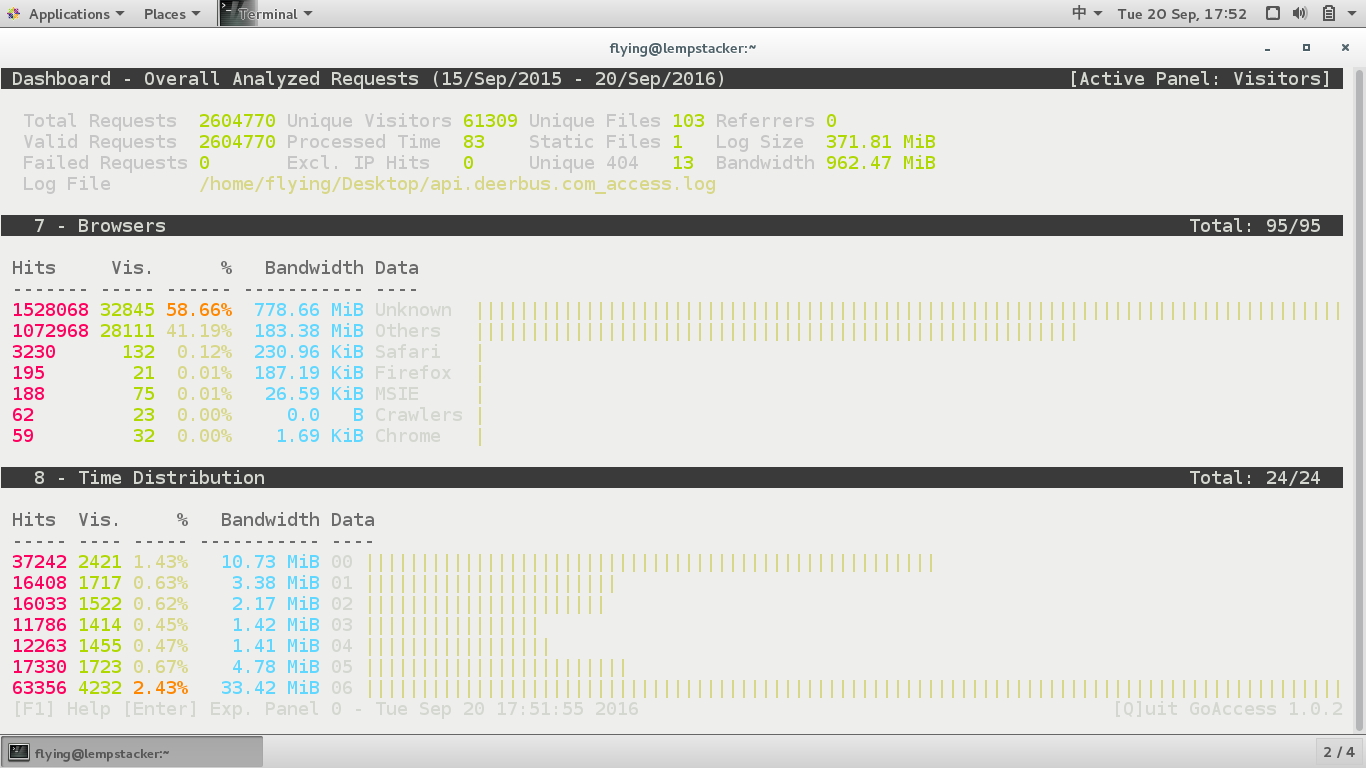 Applications Places Terminal 中 Tue 20 Sep, 17:52
flying@lempstacker:~
Dashboard - Overall Analyzed Requests (15/Sep/2015 - 20/Sep/2016) [Active Panel: Visitors]
Total Requests 2604770 Unique Visitors 61309 Unique Files 103 Referrers 0
Valid Requests 2604770 Processed Time 83 Static Files 1 Log Size 371.81 MiB
Failed Requests 0 Excl. IP Hits 0 Unique 404 13 Bandwidth 962.47 MiB
Log File /home/flying/Desktop/api.deerbus.com_access.log
7 - Browsers Total: 95/95
Hits Vis. % Bandwidth Data
------- ----- ------ ----------- ----
1528068 32845 58.66% 778.66 MiB Unknown
1072968 28111 41.19% 183.38 MiB Others
3230 132 0.12% 230.96 KiB Safari
195 21 0.01% 187.19 KiB Firefox
188 75 0.01% 26.59 KiB MSIE
62 23 0.00% 0.0 B Crawlers
59 32 0.00% 1.69 KiB Chrome
8 - Time Distribution Total: 24/24
Hits Vis. % Bandwidth Data
----- ---- ----- ----------- ----
37242 2421 1.43% 10.73 MiB 00
16408 1717 0.63% 3.38 MiB 01
16033 1522 0.62% 2.17 MiB 02
11786 1414 0.45% 1.42 MiB 03
12263 1455 0.47% 1.41 MiB 04
17330 1723 0.67% 4.78 MiB 05
63356 4232 2.43% 33.42 MiB 06
[F1] Help [Enter] Exp. Panel 0 - Tue Sep 20 17:51:55 2016 [Q]uit GoAccess 1.0.2
flying@lempstacker:~ 2 / 4